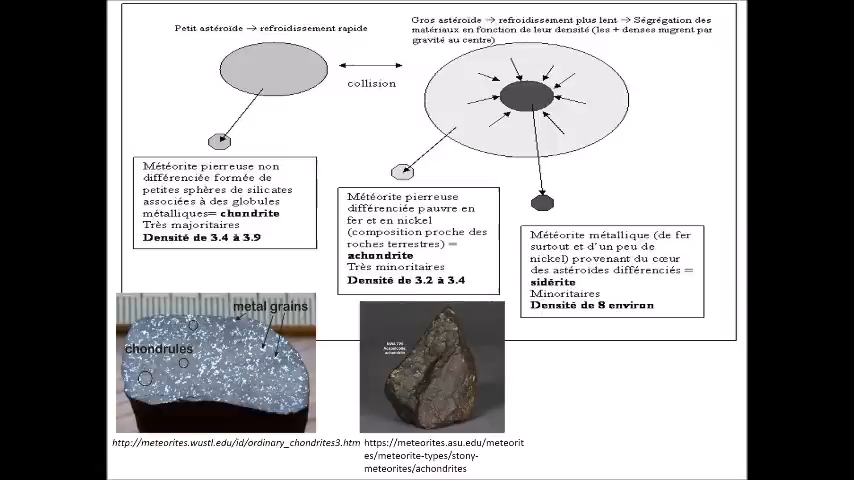 Petit astéroïde → refroidissement rapide
Gros astéroïde → refroidissement plus lent → Ségrégation des
matériaux en fonction de leur densité (les + denses migrent par
gravité au centre)
collision
Météorite pierreuse non
différenciée formée de
petites sphères de silicates
associées à des globules
métalliques= chondrite
Très majoritaires
Densité de 3.4 à 3.9
Météorite pierreuse
différenciée pauvre en
fer et en nickel
(composition proche des
roches terrestres) =
achondrite
Très minoritaires
Densité de 3.2 à 3.4
Météorite métallique (de fer
surtout et d'un peu de
nickel) provenant du cœur
des astéroides différenciés =
sidérite
Minoritaires
Densité de 8 environ
metal grains
chondrules
NWA 725
Acapulcoite
achondrite
http://meteorites.wustl.edu/id/ordinary_chondrites3.htm
https://meteorites.asu.edu/meteorit
es/meteorite-types/stony-
meteorites/achondrites